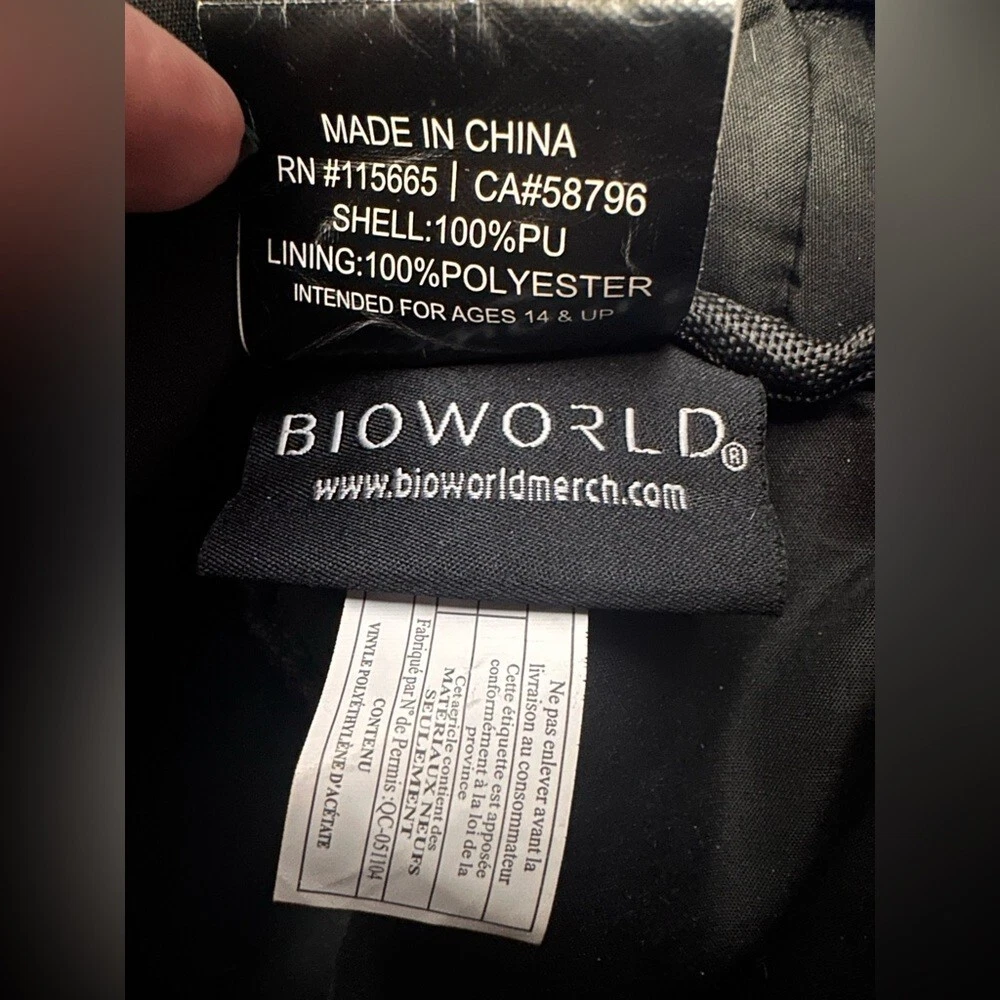 MADE IN CHINA
RN #115665 | CA#58796
SHELL:100%PU
LINING:100%POLYESTER
INTENDED FOR AGES 14 & UP
BIOWORLD®
www.bioworldmerch.com
Ne pas enlever avant la
livraison au consommateur
Cette étiquette est apposée
conformément à la loi de la
province
Cet aericle contient des
MATÉRIAUX NEUFS
SEULEMENT
Fabriqué par N° de Permis :QC-051104
CONTENU
VINYLE POLYÉTHYLÈNE D'ACÉTATE